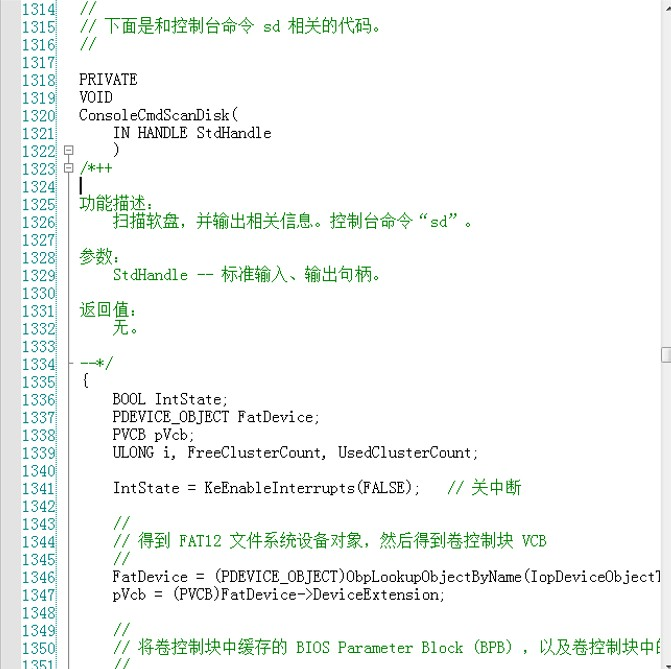 1314 //
1315 // 下面是和控制台命令 sd 相关的代码。
1316 //
1317
1318 PRIVATE
1319 VOID
1320 ConsoleCmdScanDisk(
1321 IN HANDLE StdHandle
1322 )
1323 /*++
1324
1325 功能描述:
1326 扫描软盘，并输出相关信息。控制台命令“sd”。
1327
1328 参数:
1329 StdHandle -- 标准输入、输出句柄。
1330
1331 返回值:
1332 无。
1333
1334 --*/
1335 {
1336 BOOL IntState;
1337 PDEVICE_OBJECT FatDevice;
1338 PVCB pVcb;
1339 ULONG i, FreeClusterCount, UsedClusterCount;
1340
1341 IntState = KeEnableInterrupts(FALSE); // 关中断
1342
1343 //
1344 // 得到 FAT12 文件系统设备对象，然后得到卷控制块 VCB
1345 //
1346 FatDevice = (PDEVICE_OBJECT)ObpLookupObjectByName(IopDeviceObjectT
1347 pVcb = (PVCB)FatDevice->DeviceExtension;
1348
1349 //
1350 // 将卷控制块中缓存的 BIOS Parameter Block (BPB) ，以及卷控制块中的
1351 //